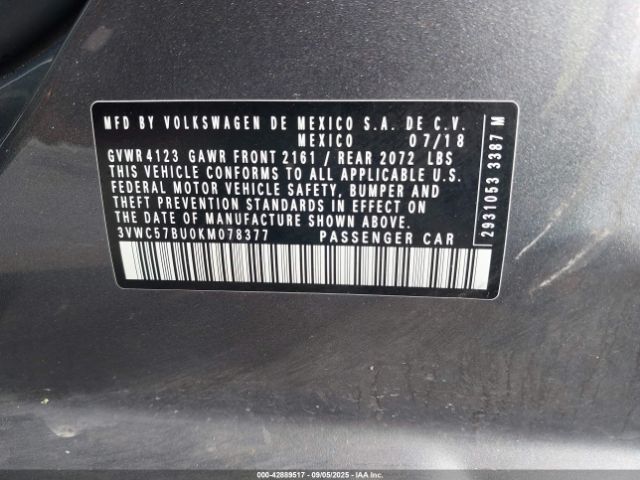 MFD BY VOLKSWAGEN DE MEXICO S.A. DE C.V.
MEXICO 07/18
GVWR 4123 GAWR FRONT 2161 / REAR 2072 LBS
THIS VEHICLE CONFORMS TO ALL APPLICABLE U.S.
FEDERAL MOTOR VEHICLE SAFETY, BUMPER AND
THEFT PREVENTION STANDARDS IN EFFECT ON
THE DATE OF MANUFACTURE SHOWN ABOVE.
3VWC57BU0KM078377 PASSENGER CAR
2931053 3387 M
000-42889517 - 09/05/2025 - iaai.com